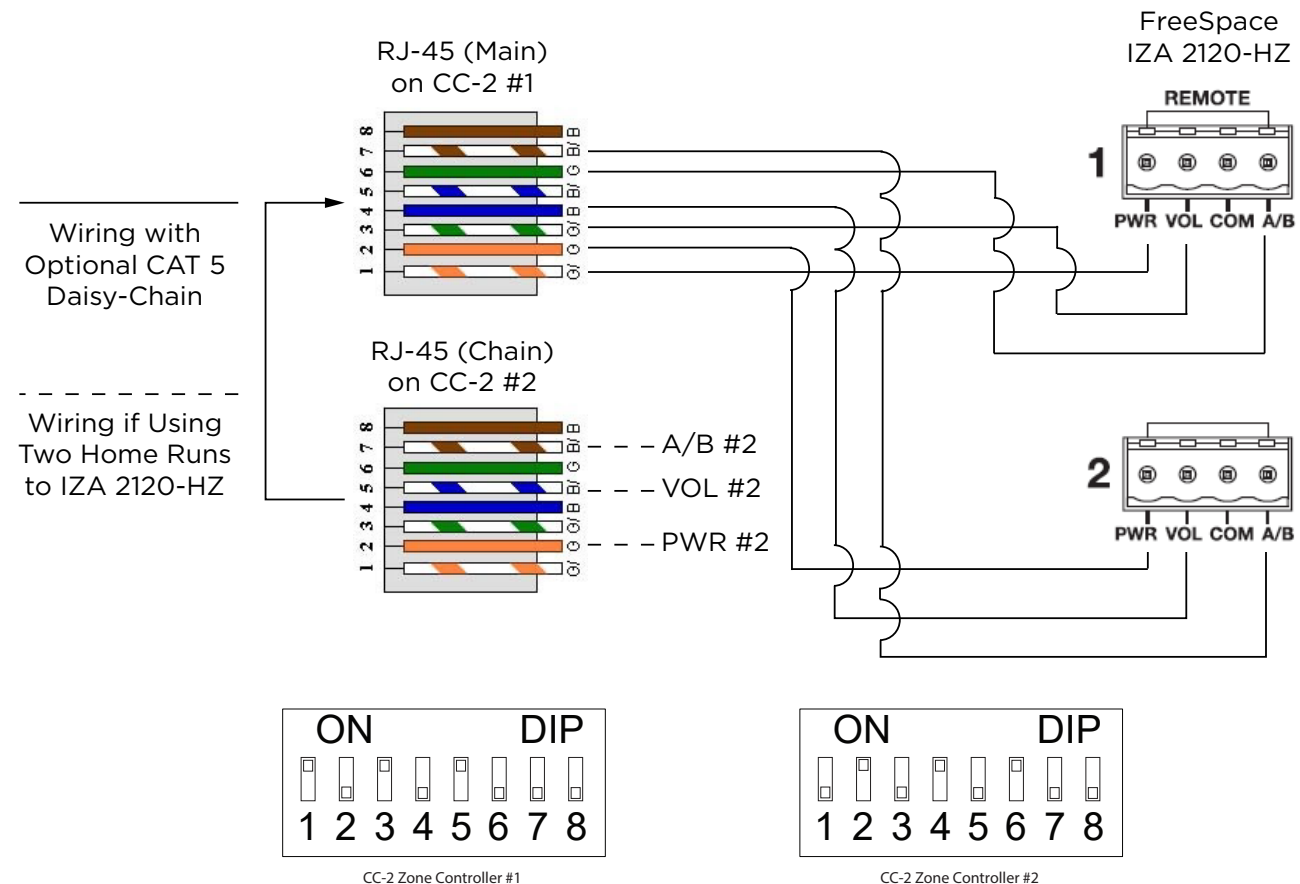 FreeSpace
IZA 2120-HZ
RJ-45 (Main)
on CC-2 #1
REMOTE
1
PWR VOL COM A/B
8
7
6
5
4
3
2
1
B
B/
G
B/
B
G/
O
O/
Wiring with
Optional CAT 5
Daisy-Chain
Wiring if Using
Two Home Runs
to IZA 2120-HZ
RJ-45 (Chain)
on CC-2 #2
8
7
6
5
4
3
2
1
B
B/
G
B/
B
G/
O
O/
A/B #2
VOL #2
PWR #2
2
PWR VOL COM A/B
ON DIP
1 2 3 4 5 6 7 8
CC-2 Zone Controller #1
ON DIP
1 2 3 4 5 6 7 8
CC-2 Zone Controller #2